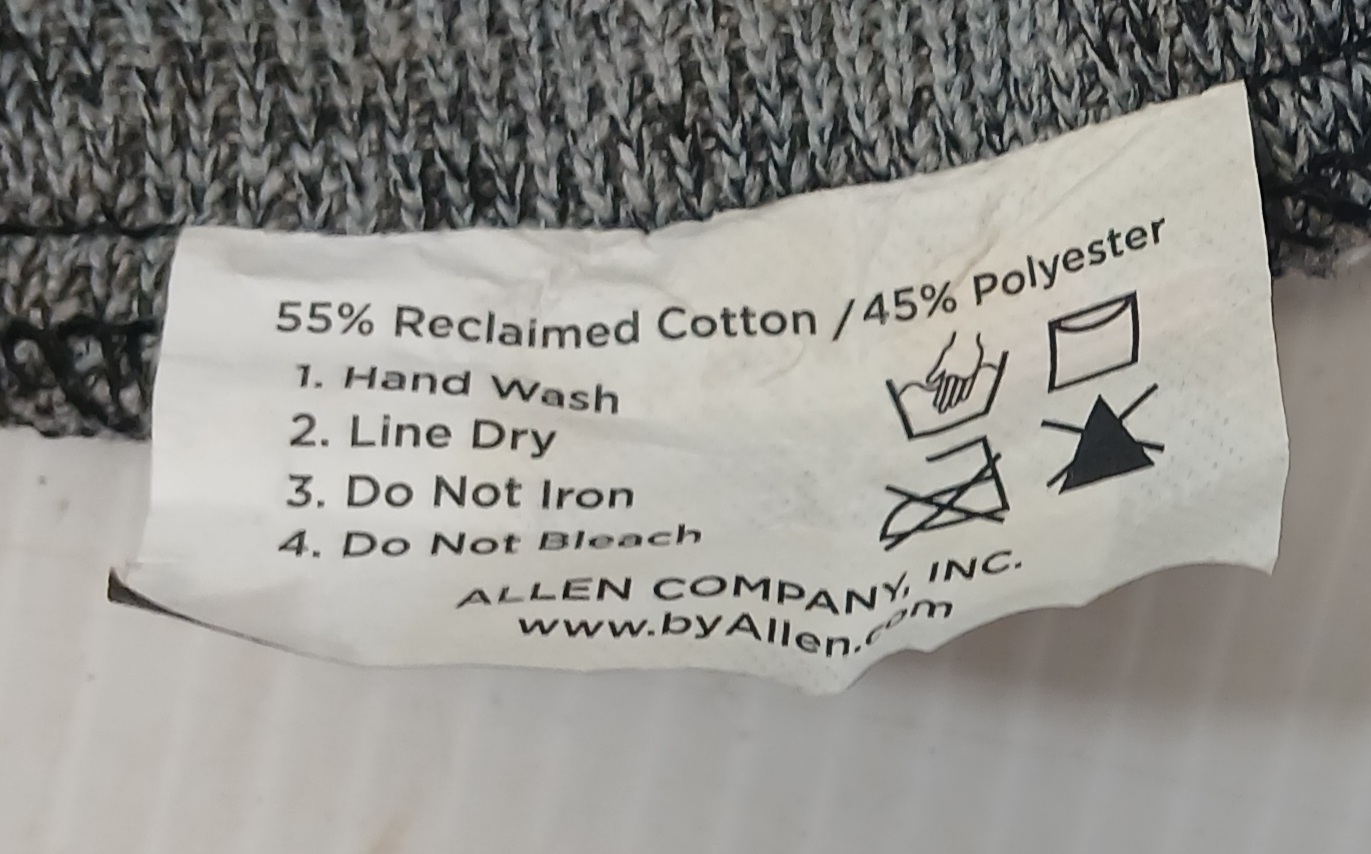 55% Reclaimed Cotton / 45% Polyester
1. Hand Wash
2. Line Dry
3. Do Not Iron
4. Do Not Bleach
ALLEN COMPANY, INC.
www.byAllen.com